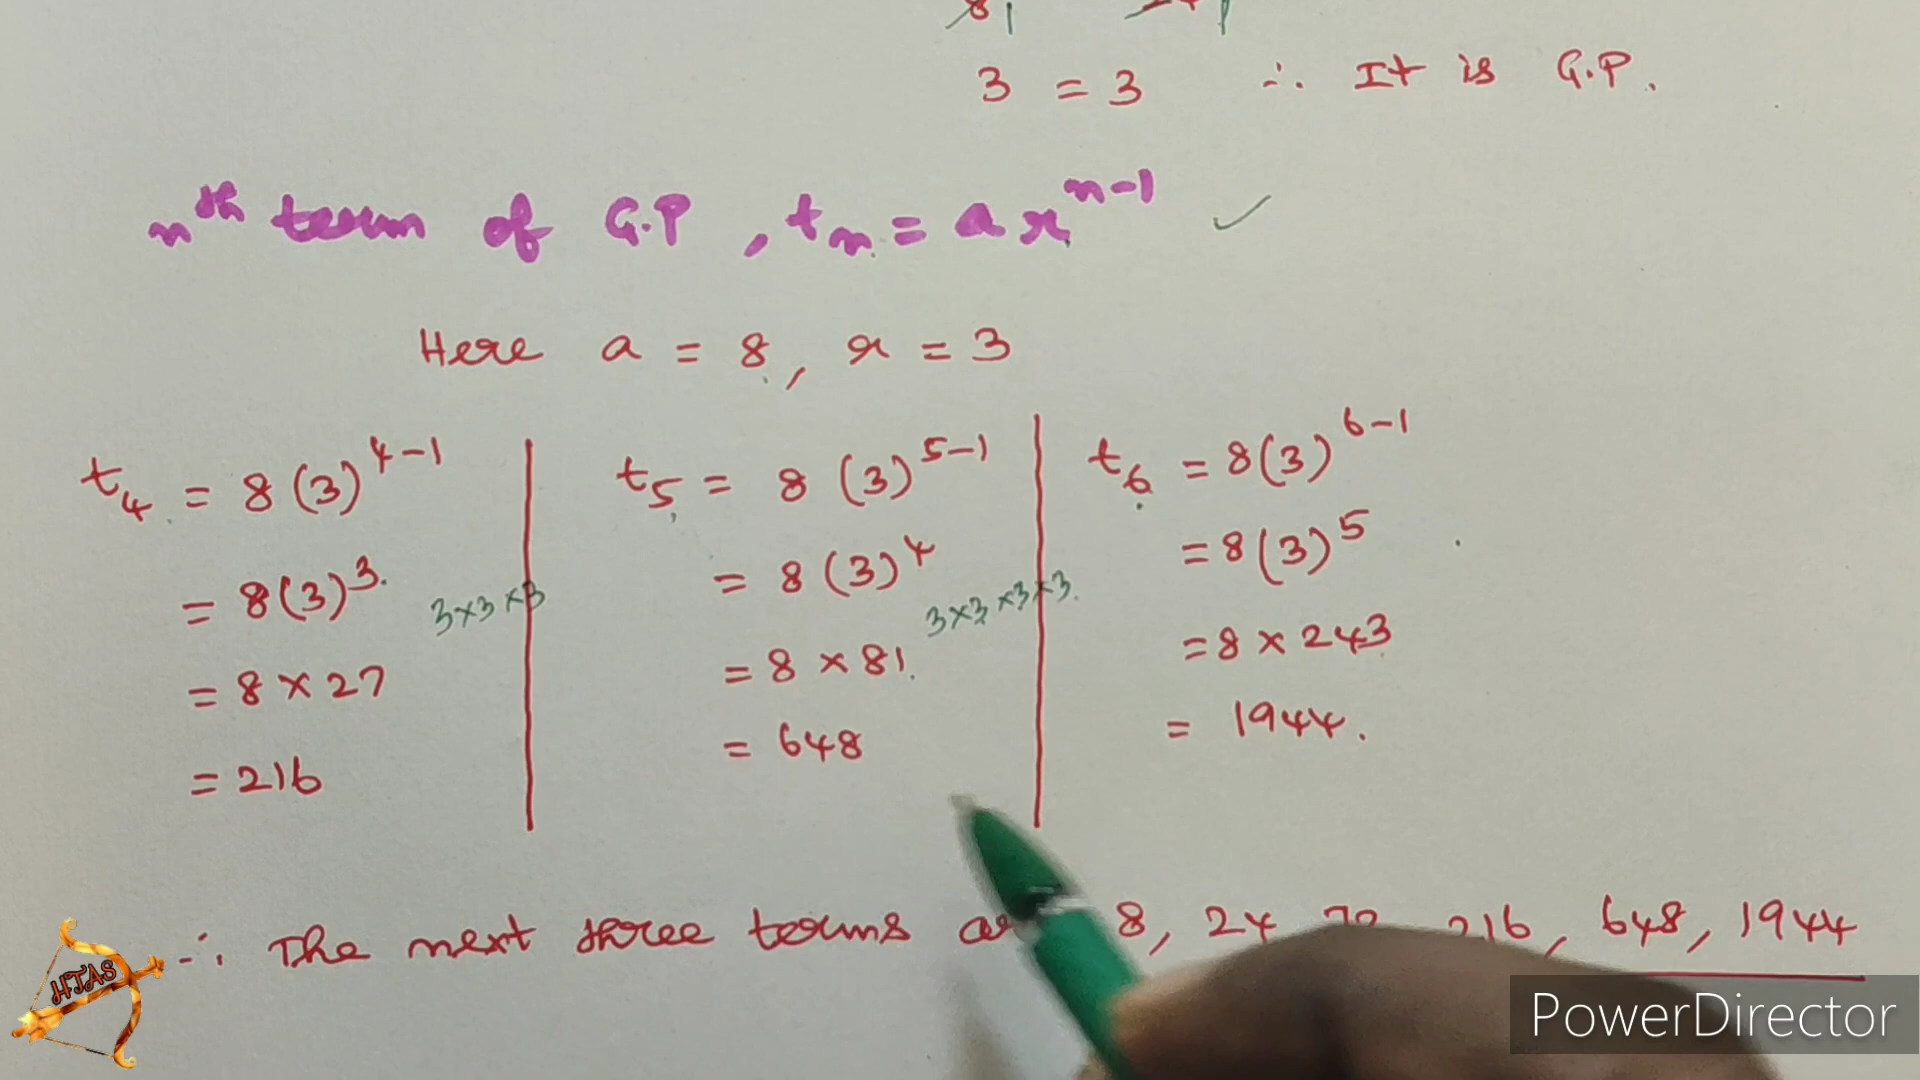 3 = 3 ∴ It is G.P.
nth term of G.P, tn = a r^n-1 ✓
Here a = 8, r = 3
t4 = 8(3)^4-1
= 8(3)^3
3×3×3
= 8 × 27
= 216
t5 = 8(3)^5-1
= 8(3)^4
3×3×3×3
= 8 × 81
= 648
t6 = 8(3)^6-1
= 8(3)^5
= 8 × 243
= 1944.
∴ The next three terms 8, 24 216, 648, 1944
HTAS
PowerDirector